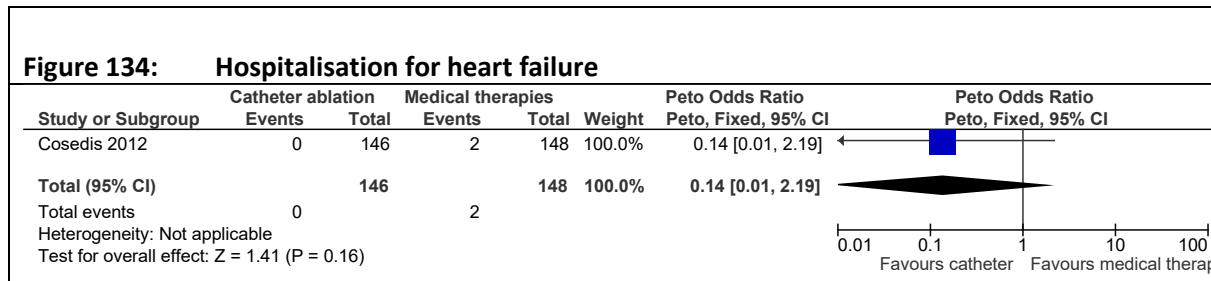 Figure 134: Hospitalisation for heart failure
Catheter ablation Medical therapies Peto Odds Ratio Peto Odds Ratio
Study or Subgroup Events Total Events Total Weight Peto, Fixed, 95% CI Peto, Fixed, 95% CI
Cosedis 2012 0 146 2 148 100.0% 0.14 [0.01, 2.19]
Total (95% CI) 146 148 100.0% 0.14 [0.01, 2.19]
Total events 0 2
Heterogeneity: Not applicable
Test for overall effect: Z = 1.41 (P = 0.16)
0.01 0.1 1 10 100
Favours catheter Favours medical therap